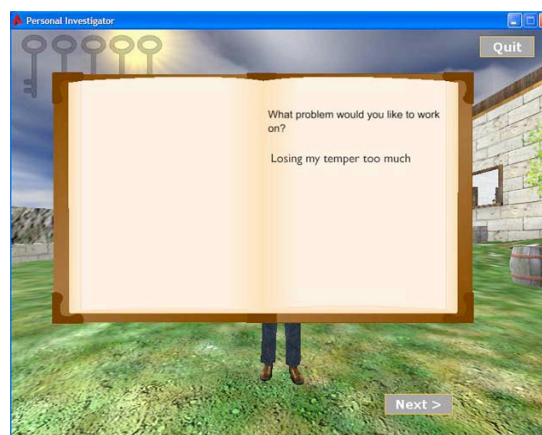 Personal Investigator
Quit
What problem would you like to work
on?
Losing my temper too much
Next >